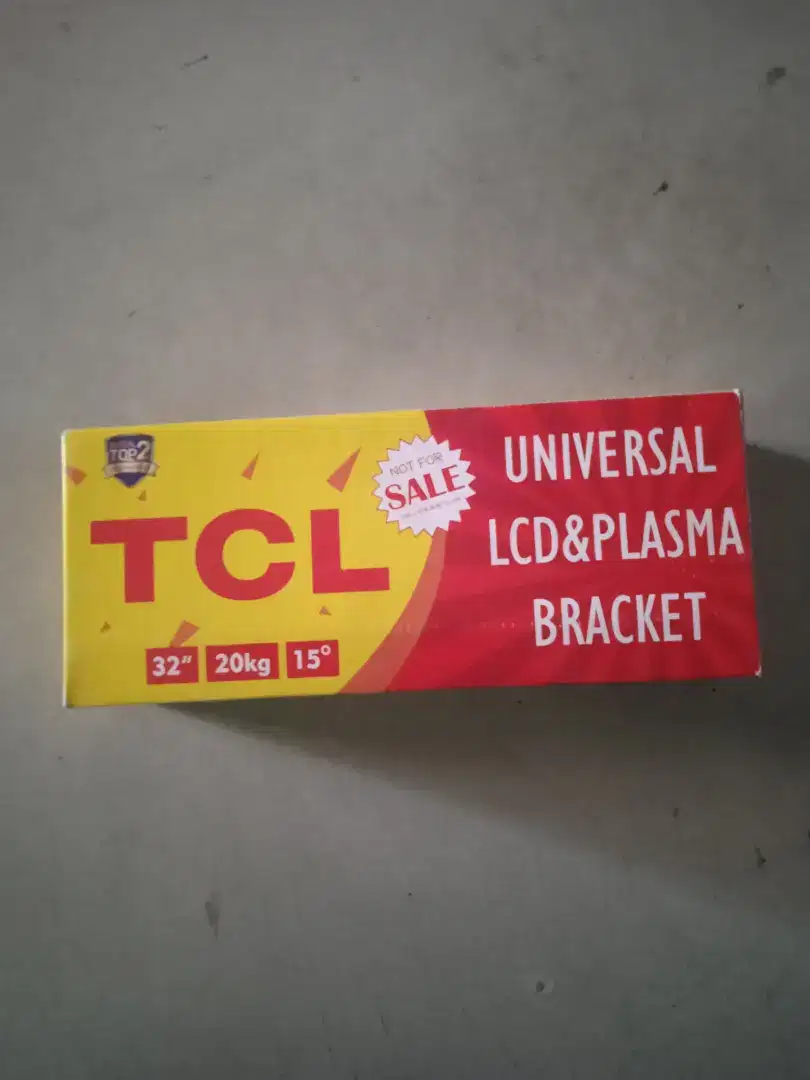 TOP2
TCL
NOT FOR
SALE
32" 20kg 15°
UNIVERSAL
LCD&PLASMA
BRACKET